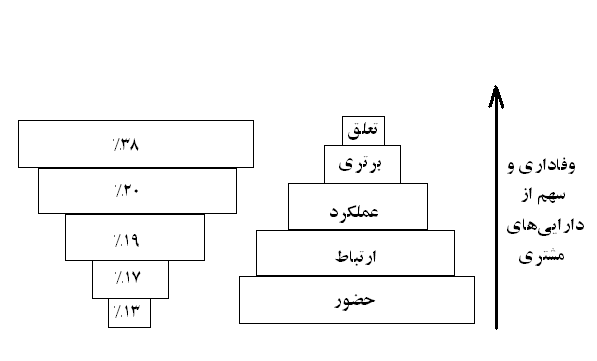 تعلق
برتری
عملکرد
ارتباط
حضور
وفاداری و
سهم از
دارایی‌های
مشتری
٪۳۸
٪۲۰
٪۱۹
٪۱۷
٪۱۳